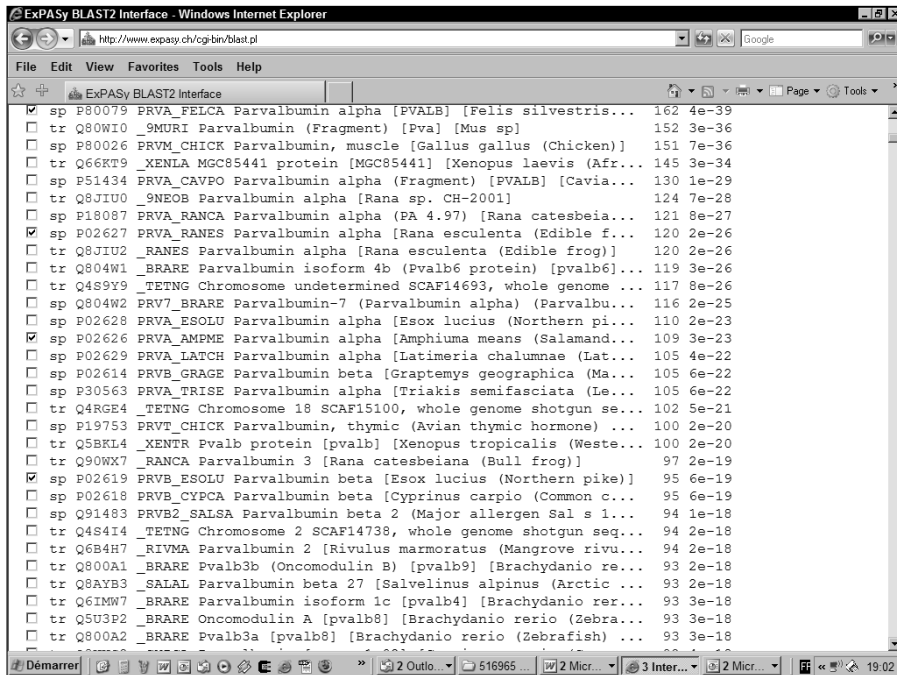 ExPASy BLAST2 Interface - Windows Internet Explorer
http://www.expasy.ch/cgi-bin/blast.pl Google
File Edit View Favorites Tools Help
ExPASy BLAST2 Interface Page Tools
sp P80079 PRVA_FELCA Parvalbumin alpha [PVALB] [Felis silvestris... 162 4e-39
tr Q80WI0 _9MURI Parvalbumin (Fragment) [Pva] [Mus sp] 152 3e-36
sp P80026 PRVM_CHICK Parvalbumin, muscle [Gallus gallus (Chicken)] 151 7e-36
tr Q66KT9 _XENLA MGC85441 protein [MGC85441] [Xenopus laevis (Afr... 145 3e-34
sp P51434 PRVA_CAVPO Parvalbumin alpha (Fragment) [PVALB] [Cavia... 130 1e-29
tr Q8JIU0 _9NEOB Parvalbumin alpha [Rana sp. CH-2001] 124 7e-28
sp P18087 PRVA_RANCA Parvalbumin alpha (PA 4.97) [Rana catesbeia... 121 8e-27
sp P02627 PRVA_RANES Parvalbumin alpha [Rana esculenta (Edible f... 120 2e-26
tr Q8JIU2 _RANES Parvalbumin alpha [Rana esculenta (Edible frog)] 120 2e-26
tr Q804W1 _BRARE Parvalbumin isoform 4b (Pvalb6 protein) [pvalb6]... 119 3e-26
tr Q4S9Y9 _TETNG Chromosome undetermined SCAF14693, whole genome ... 117 8e-26
sp Q804W2 PRV7_BRARE Parvalbumin-7 (Parvalbumin alpha) (Parvalbu... 116 2e-25
sp P02628 PRVA_ESOLU Parvalbumin alpha [Esox lucius (Northern pi... 110 2e-23
sp P02626 PRVA_AMPME Parvalbumin alpha [Amphiuma means (Salamand... 109 3e-23
sp P02629 PRVA_LATCH Parvalbumin alpha [Latimeria chalumnae (Lat... 105 4e-22
sp P02614 PRVB_GRAGE Parvalbumin beta [Graptemys geographica (Ma... 105 6e-22
sp P30563 PRVA_TRISE Parvalbumin alpha [Triakis semifasciata (Le... 105 6e-22
tr Q4RGE4 _TETNG Chromosome 18 SCAF15100, whole genome shotgun se... 102 5e-21
sp P19753 PRVT_CHICK Parvalbumin, thymic (Avian thymic hormone) ... 100 2e-20
tr Q5BKL4 _XENTR Pvalb protein [pvalb] [Xenopus tropicalis (Weste... 100 2e-20
tr Q90WX7 _RANCA Parvalbumin 3 [Rana catesbeiana (Bull frog)] 97 2e-19
sp P02619 PRVB_ESOLU Parvalbumin beta [Esox lucius (Northern pike)] 95 6e-19
sp P02618 PRVB_CYPCA Parvalbumin beta [Cyprinus carpio (Common c... 95 6e-19
sp Q91483 PRVB2_SALSA Parvalbumin beta 2 (Major allergen Sal s 1... 94 1e-18
tr Q4S4I4 _TETNG Chromosome 2 SCAF14738, whole genome shotgun seq... 94 2e-18
tr Q6B4H7 _RIVMA Parvalbumin 2 [Rivulus marmoratus (Mangrove rivu... 94 2e-18
tr Q800A1 _BRARE Pvalb3b (Oncomodulin B) [pvalb9] [Brachydanio re... 93 2e-18
tr Q8AYB3 _SALAL Parvalbumin beta 27 [Salvelinus alpinus (Arctic ... 93 2e-18
tr Q6IMW7 _BRARE Parvalbumin isoform 1c [pvalb4] [Brachydanio rer... 93 3e-18
tr Q5U3P2 _BRARE Oncomodulin A [pvalb8] [Brachydanio rerio (Zebra... 93 3e-18
tr Q800A2 _BRARE Pvalb3a [pvalb8] [Brachydanio rerio (Zebrafish) ... 93 3e-18
Démarrer » 2 Outlo... 516965 ... 2 Micr... 3 Inter... 2 Micr... « 19:02